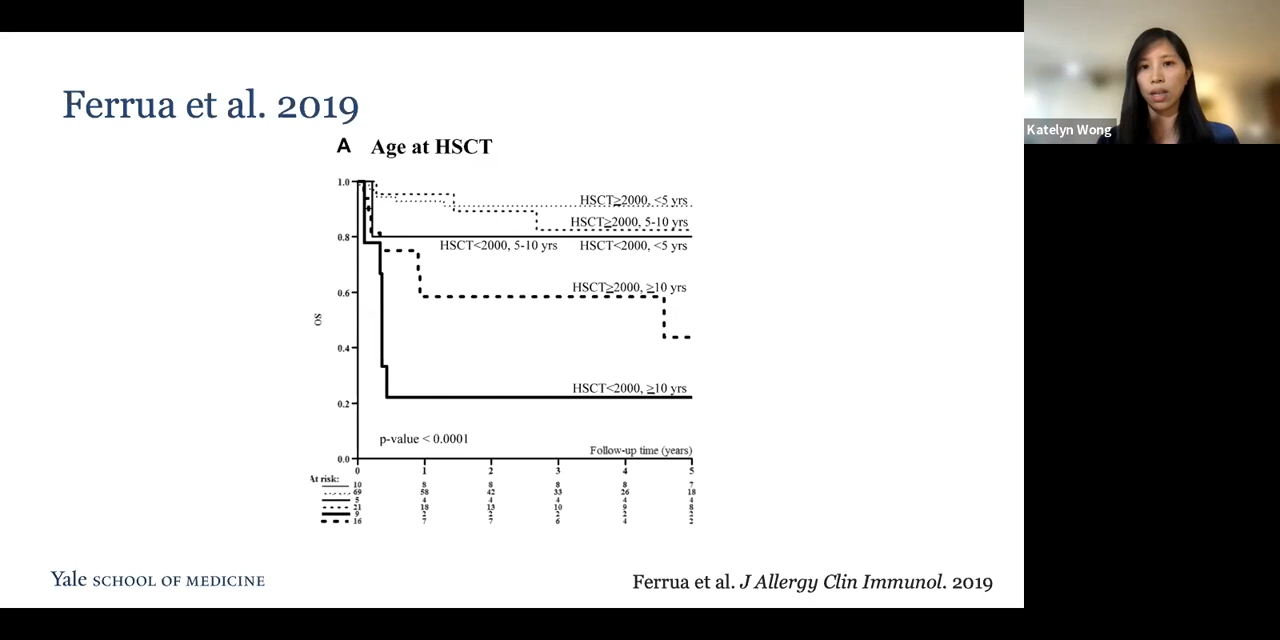 Katelyn Wong
Ferrua et al. 2019
A Age at HSCT
1.0
0.8
0.6
0.4
0.2
0.0
OS
HSCT≥2000, <5 yrs
HSCT≥2000, 5-10 yrs
HSCT<2000, 5-10 yrs HSCT<2000, <5 yrs
HSCT≥2000, ≥10 yrs
HSCT<2000, ≥10 yrs
p-value < 0.0001
Follow-up time (years)
0 1 2 3 4 5
At risk:
10 8 8 8 8 7
69 58 42 33 26 18
5 4 4 4 4 4
21 18 13 10 9 8
9 2 2 2 2 2
16 7 7 6 4 2
Yale SCHOOL OF MEDICINE
Ferrua et al. J Allergy Clin Immunol. 2019